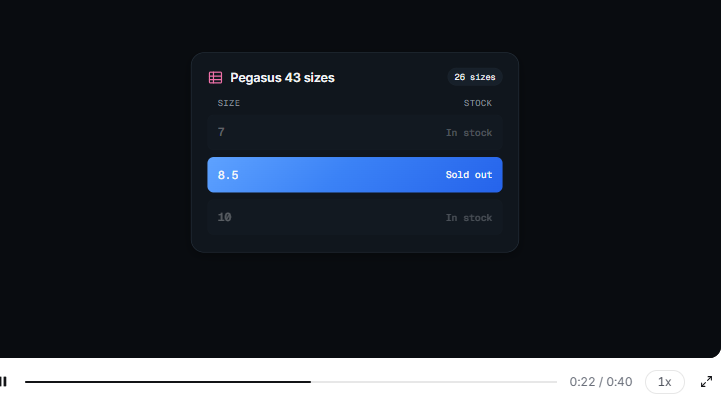 Pegasus 43 sizes
26 sizes
SIZE STOCK
7 In stock
8.5 Sold out
10 In stock
0:22 / 0:40 1x